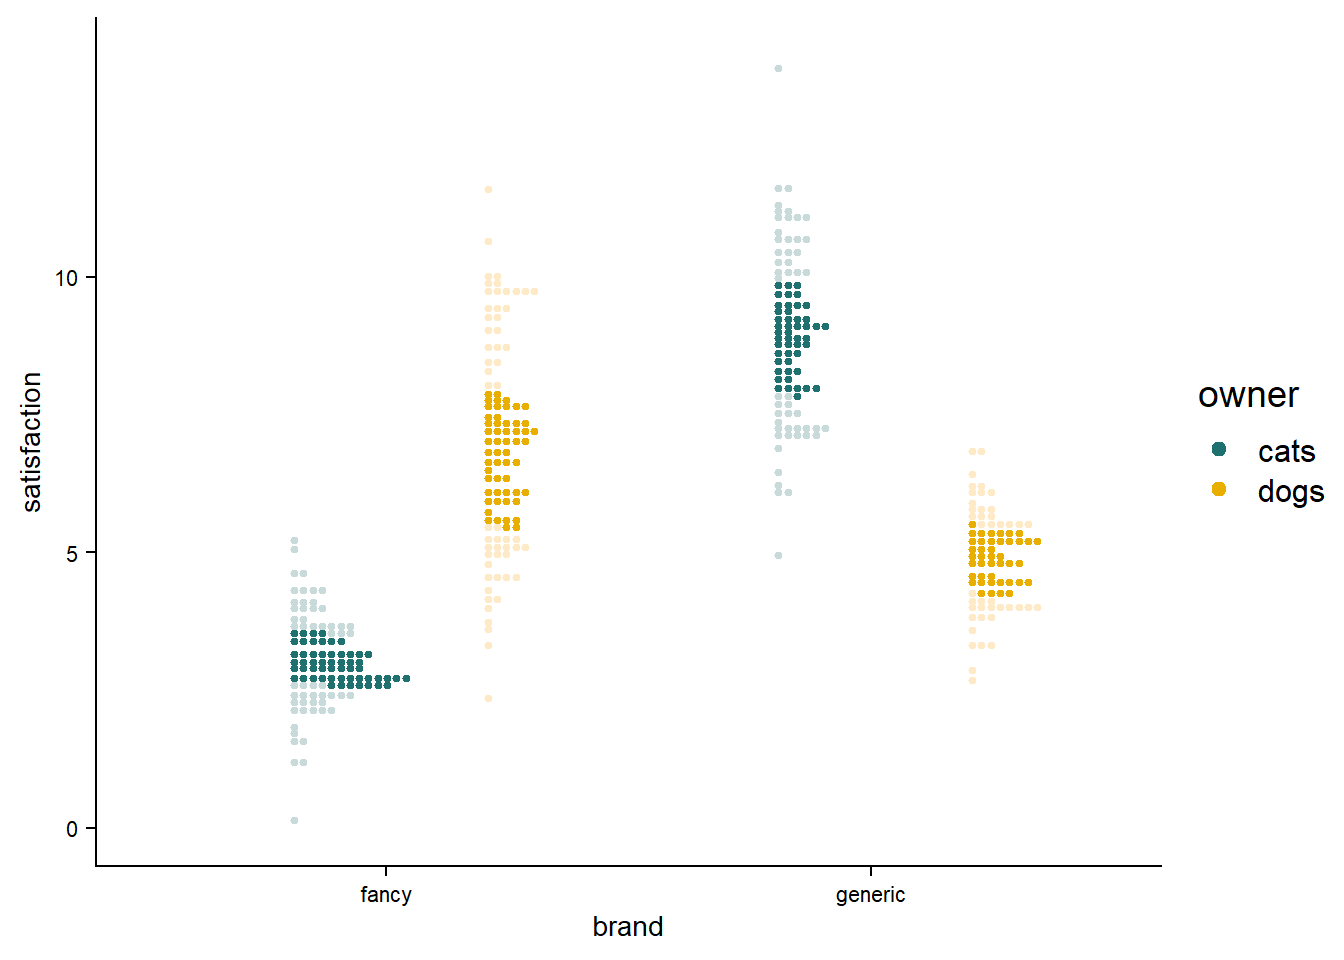 satisfaction
10
5
0
fancy
generic
brand
owner
cats
dogs